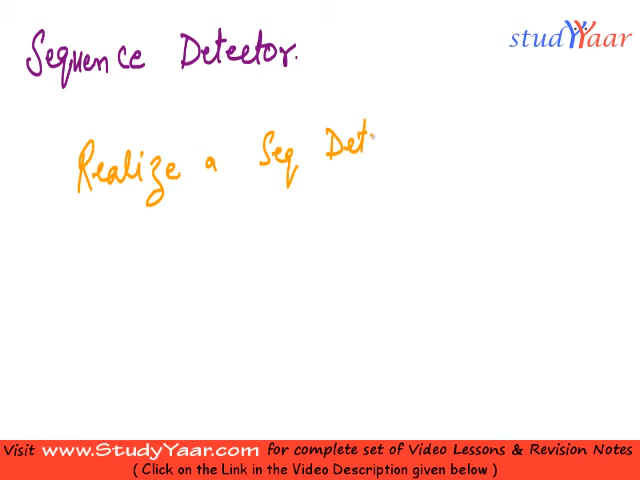 Sequence Detector.
studYYaar
Realize a Seq Det.
Visit www.StudyYaar.com for complete set of Video Lessons & Revision Notes
( Click on the Link in the Video Description given below )